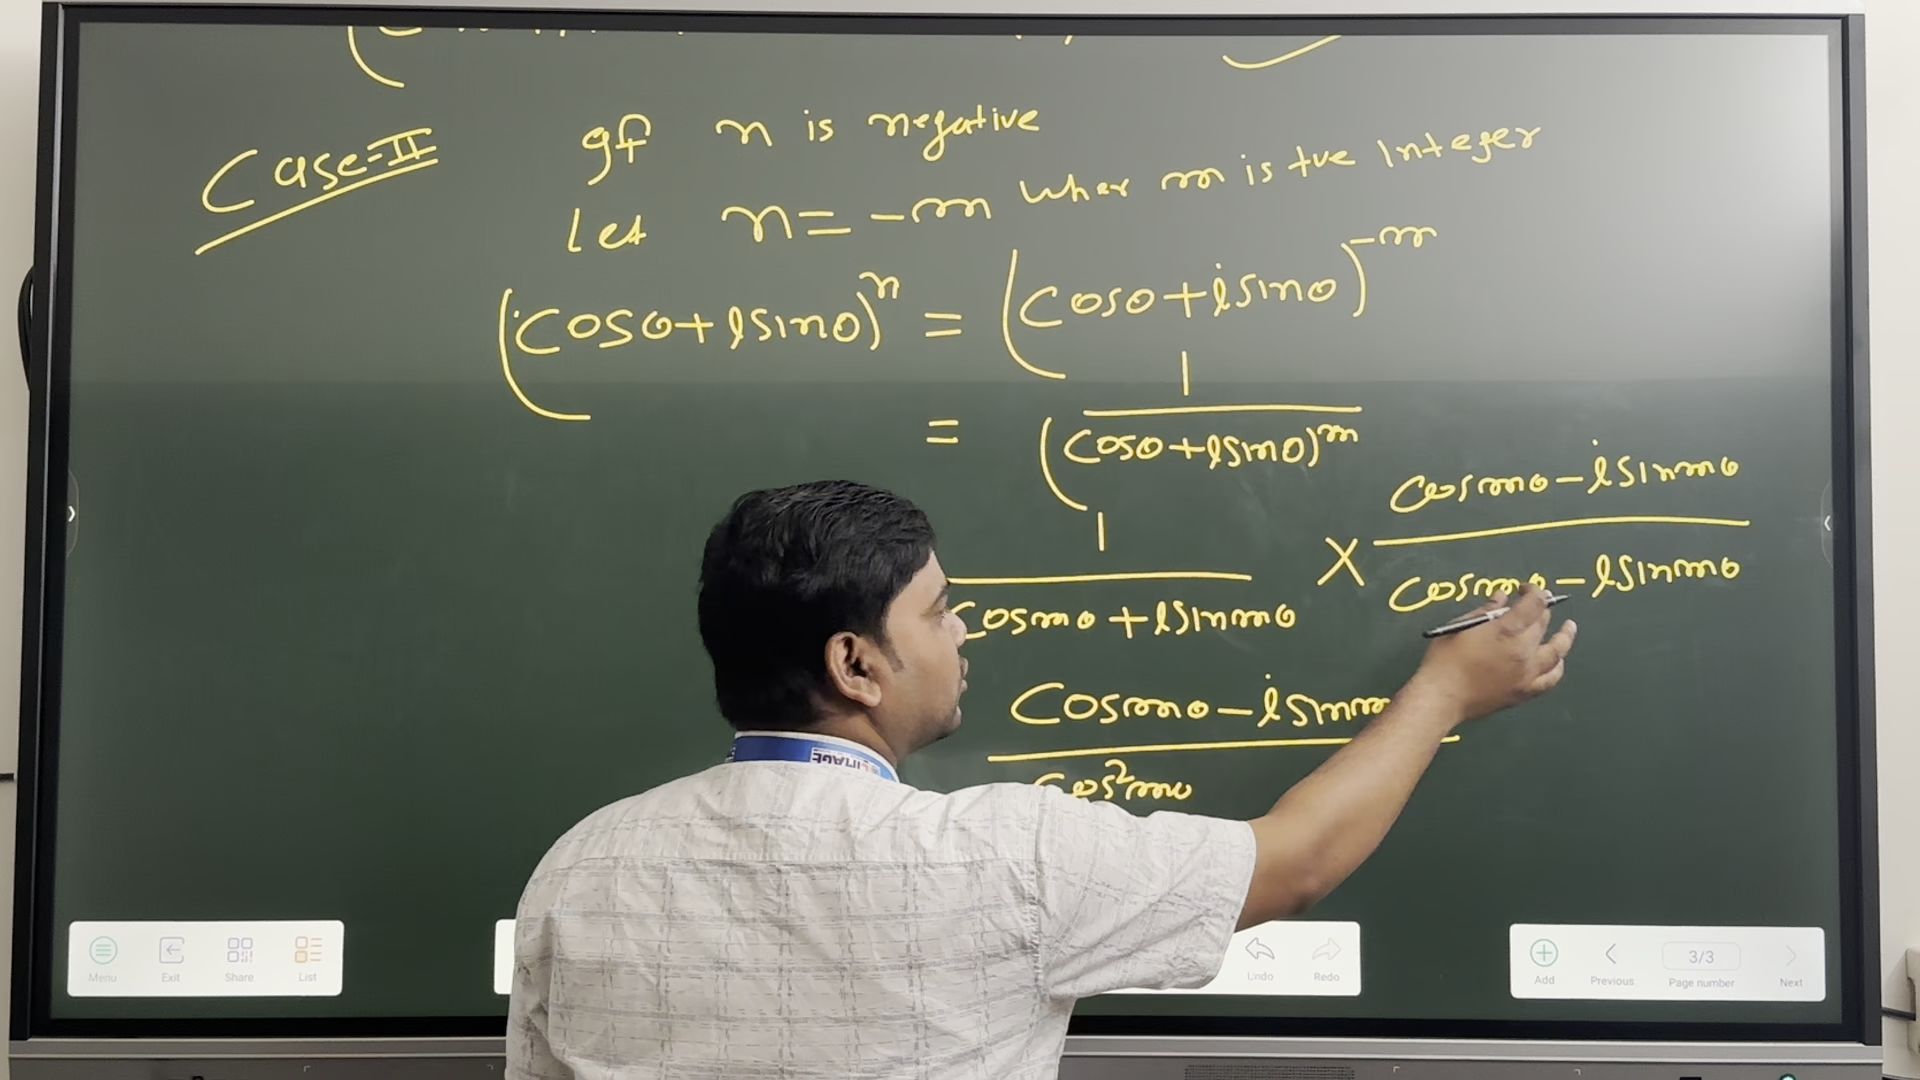 Case-II
If n is negative
Let n = -m wher m is +ve Integer
(cosθ+isinθ)^n = (cosθ+isinθ)^-m
= 1
(cosθ+isinθ)^m
1 × cosmθ-isinmθ
cosmθ+isinmθ cosmθ-isinmθ
cosmθ-isinm
cos²mθ
Menu Exit Share List Undo Redo Add Previous 3/3 Page number Next